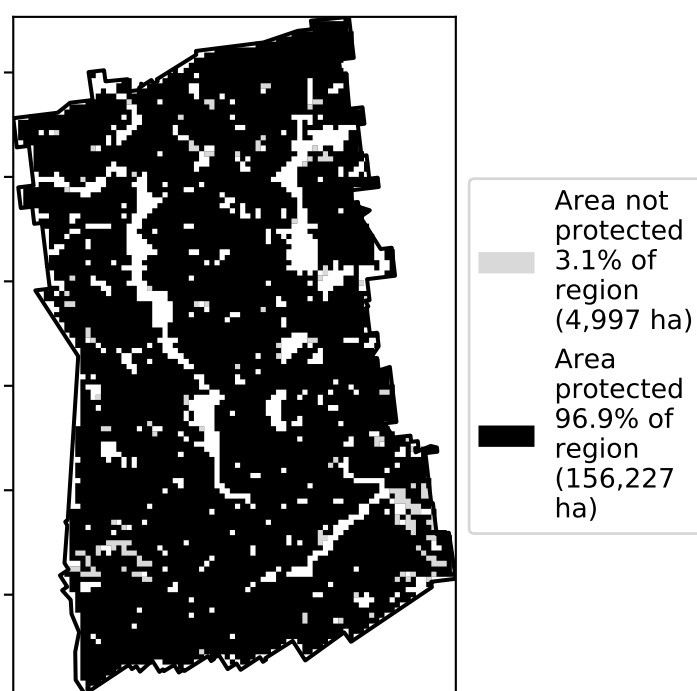 Area not
protected
3.1% of
region
(4,997 ha)
Area
protected
96.9% of
region
(156,227
ha)